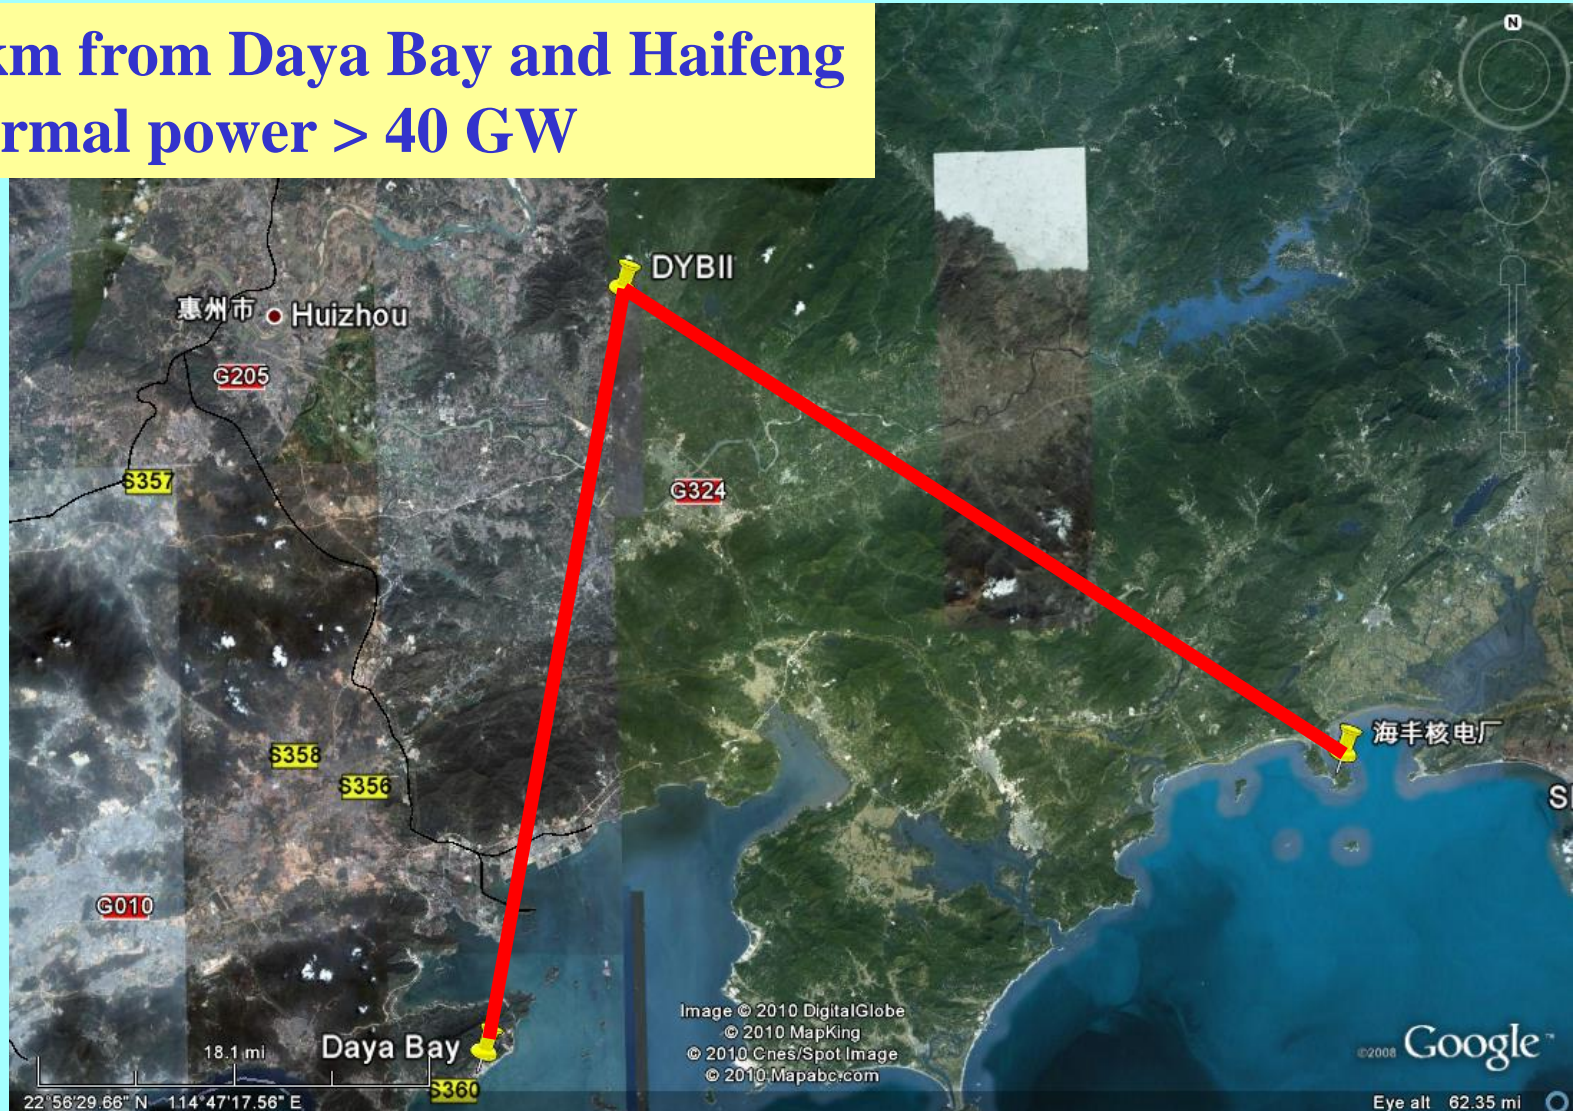 km from Daya Bay and Haifeng
rmal power > 40 GW
N
DYBII
惠州市 Huizhou
G205
S357
G324
海丰核电厂
S358
S356
G010
Image © 2010 DigitalGlobe
© 2010 MapKing
© 2010 Cnes/Spot Image
© 2010 Mapabc.com
Daya Bay
18.1 mi
S360
©2008 Google™
22°56'29.66" N 114°47'17.56" E
Eye alt 62.35 mi